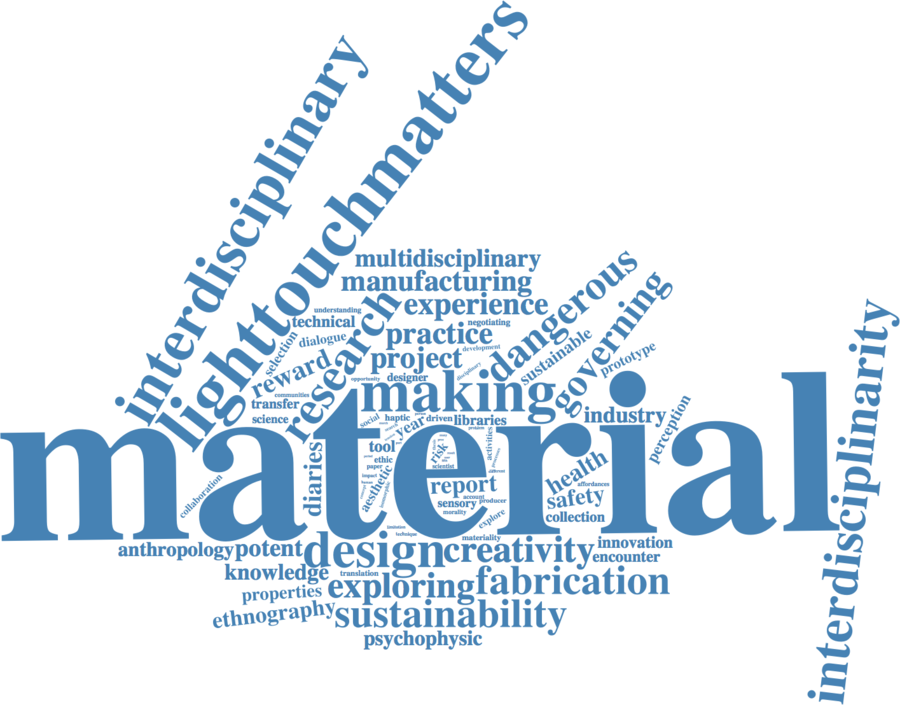 interdisciplinary
lighttouchmatters
multidisciplinary
manufacturing
experience
understanding
technical
negotiating
practice
dialogue
selection
research
dangerous
governing
development
project
sustainable
prototype
reward
disciplinary
opportunity
designer
making
communities
transfer
science
social
haptic
year
driven
libraries
industry
perception
interdisciplinarity
material
tool
ethic
paper
risk
activities
scientist
diaries
aesthetic
report
health
affordances
safety
collection
collaboration
account
sensory
producer
morality
explore
technique
materiality
anthropology
potent
design
creativity
innovation
encounter
knowledge
translation
exploring
fabrication
properties
ethnography
sustainability
psychophysic